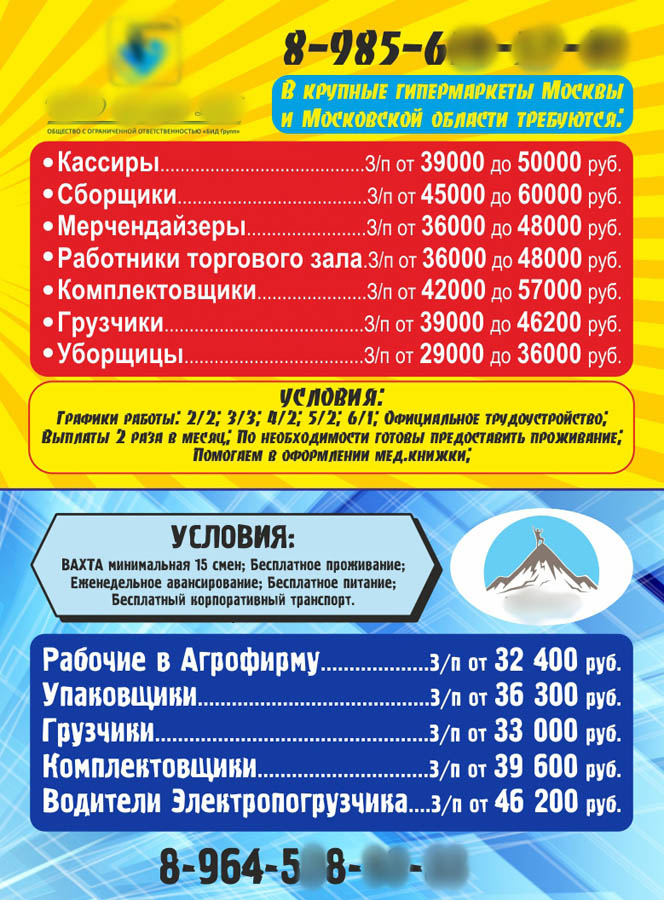 8-985-6
В крупные гипермаркеты Москвы
и Московской области требуются:
ОБЩЕСТВО С ОГРАНИЧЕННОЙ ОТВЕТСТВЕННОСТЬЮ «БИД Групп»
•Кассиры....................................З/п от 39000 до 50000 руб.
•Сборщики.................................З/п от 45000 до 60000 руб.
•Мерчендайзеры......................З/п от 36000 до 48000 руб.
•Работники торгового зала.З/п от 36000 до 48000 руб.
•Комплектовщики....................З/п от 42000 до 57000 руб.
•Грузчики...................................З/п от 39000 до 46200 руб.
•Уборщицы................................З/п от 29000 до 36000 руб.
УСЛОВИЯ:
Графики работы: 2/2; 3/3; 4/2; 5/2; 6/1; Официальное трудоустройство;
Выплаты 2 раза в месяц; По необходимости готовы предоставить проживание;
Помогаем в оформлении мед.книжки;
УСЛОВИЯ:
ВАХТА минимальная 15 смен; Бесплатное проживание;
Еженедельное авансирование; Бесплатное питание;
Бесплатный корпоративный транспорт.
Рабочие в Агрофирму...................З/п от 32 400 руб.
Упаковщики........................................З/п от 36 300 руб.
Грузчики...............................................З/п от 33 000 руб.
Комплектовщики.............................З/п от 39 600 руб.
Водители Электропогрузчика....З/п от 46 200 руб.
8-964-5 8-